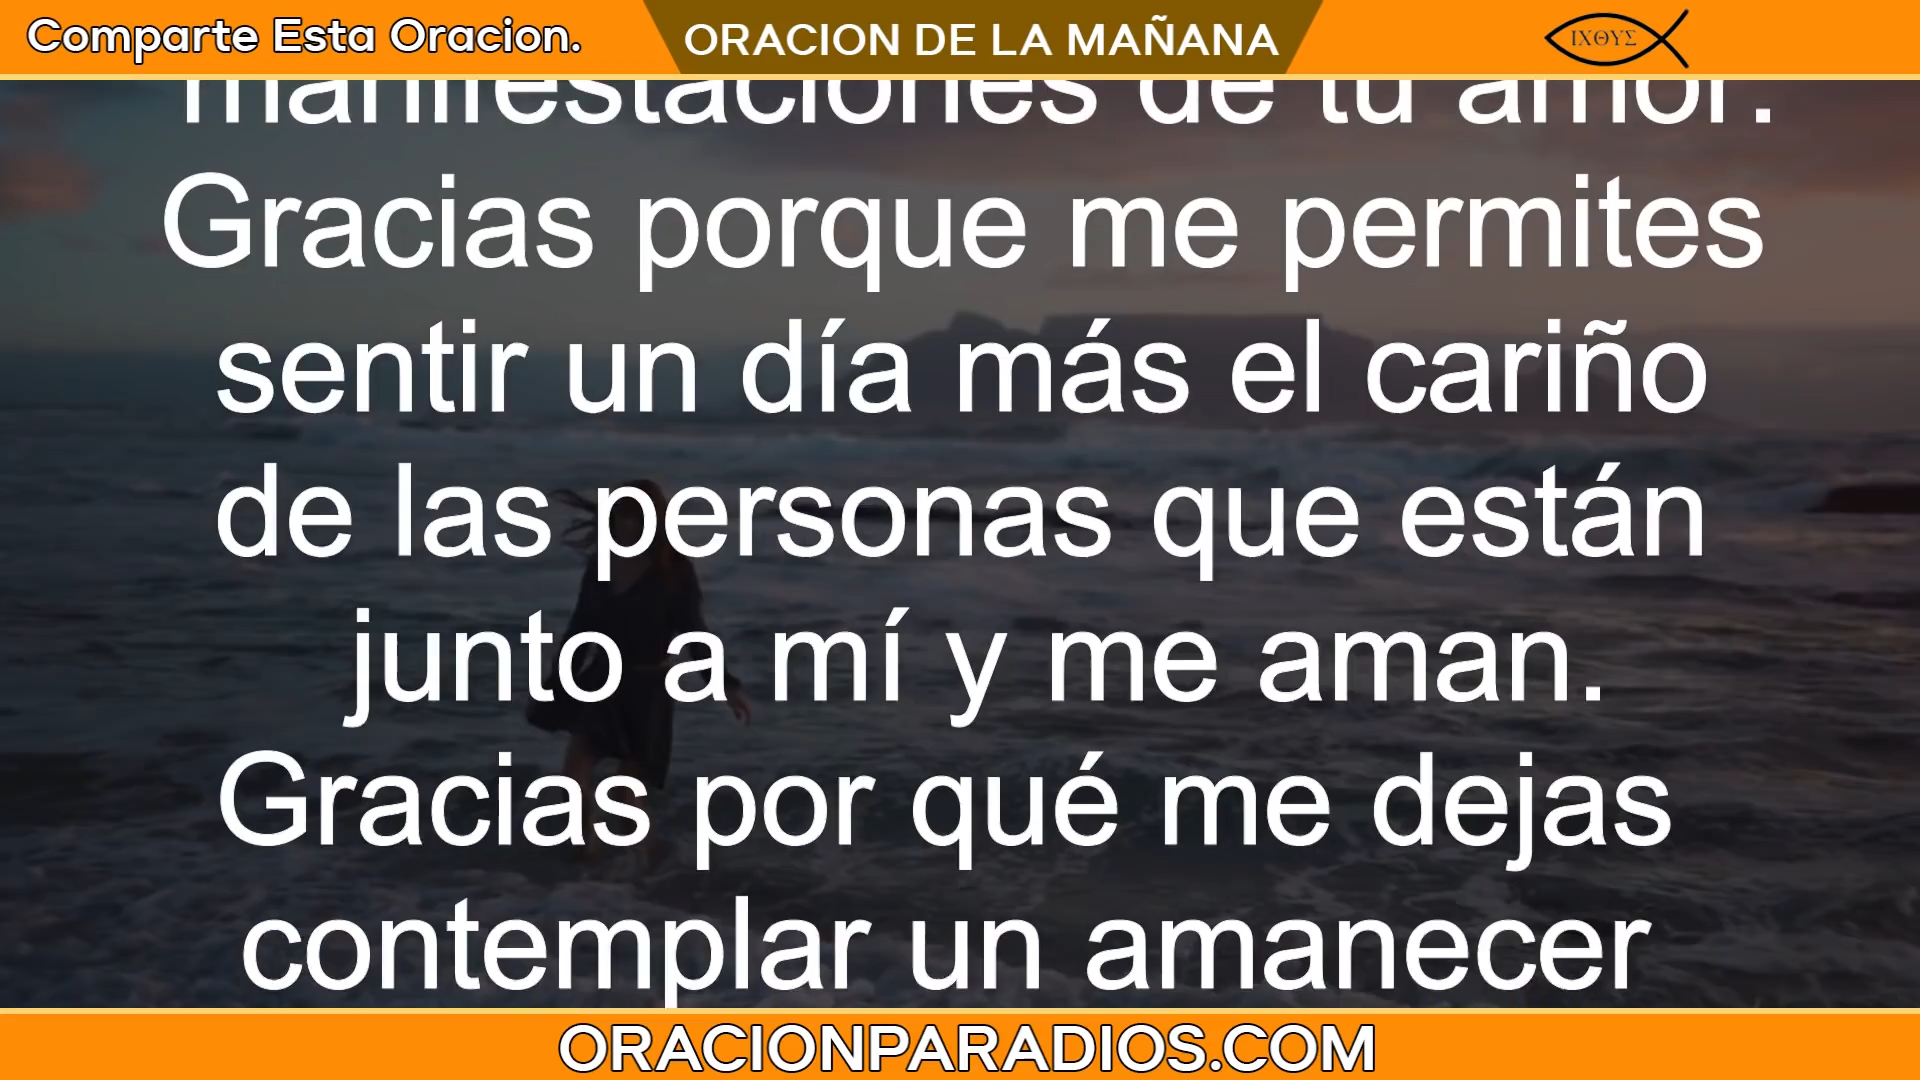 Comparte Esta Oracion.
ORACION DE LA MAÑANA
ΙΧΘΥΣ
manifestaciones de tu amor.
Gracias porque me permites
sentir un día más el cariño
de las personas que están
junto a mí y me aman.
Gracias por qué me dejas
contemplar un amanecer
ORACIONPARADIOS.COM